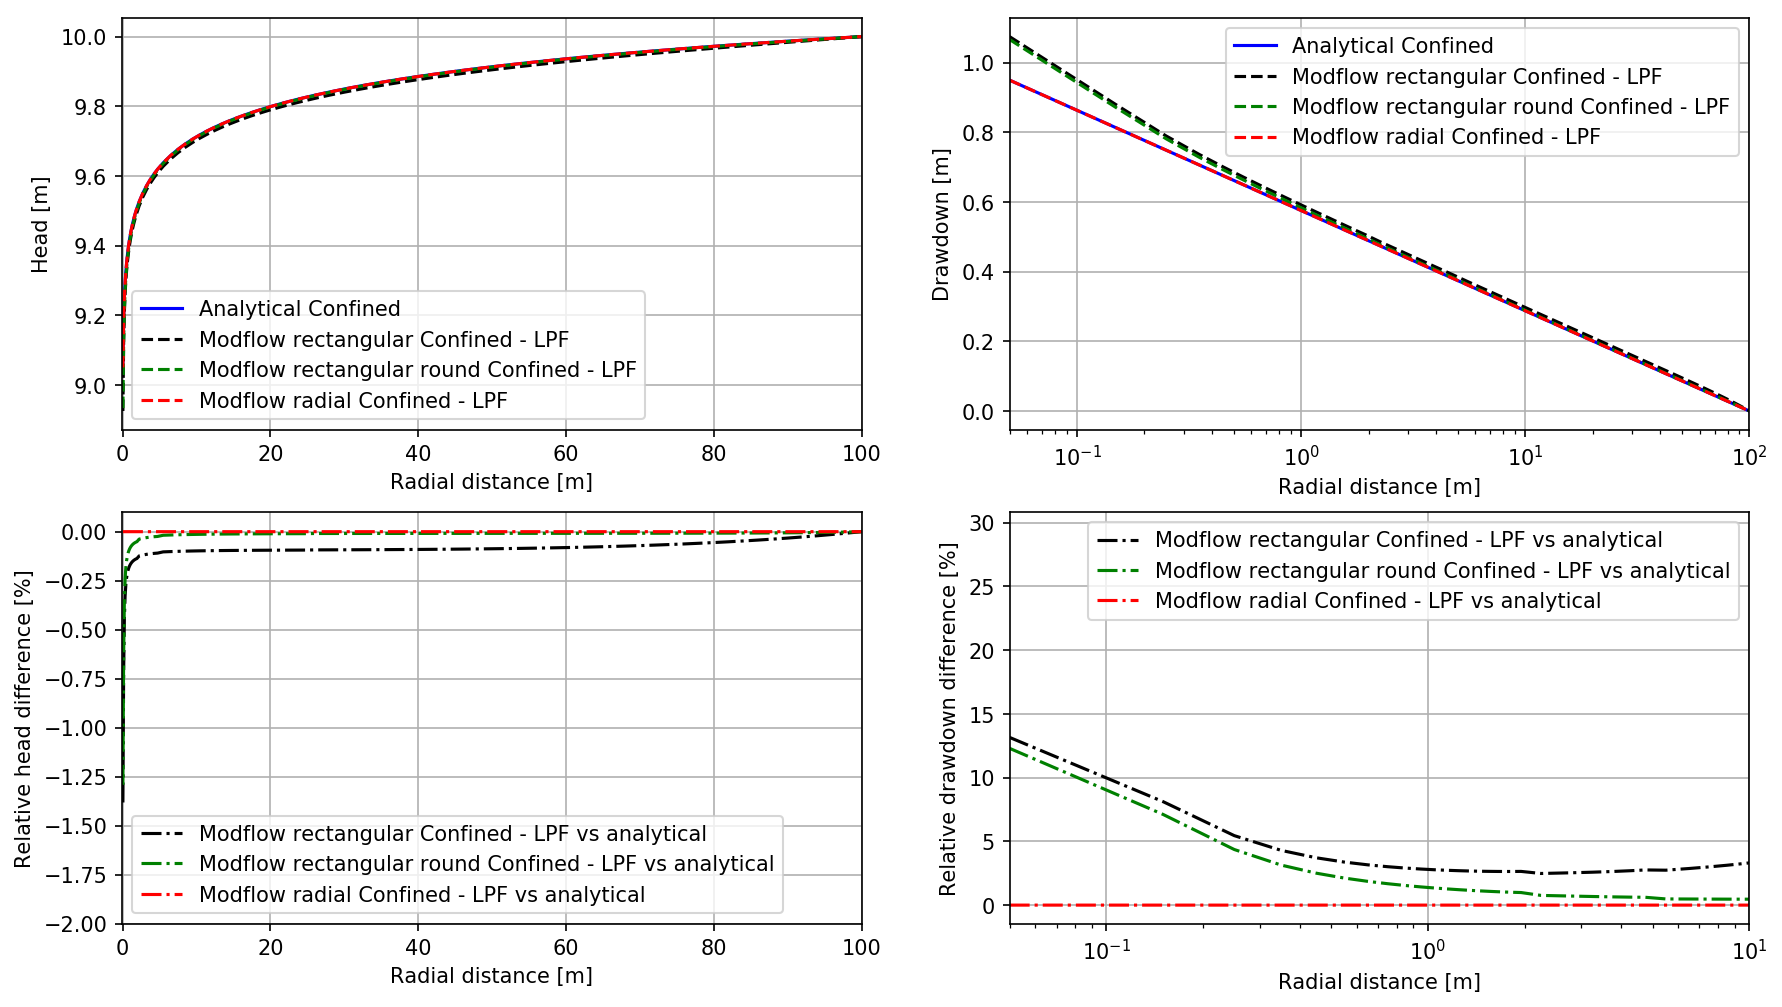 10.0
9.8
9.6
9.4
9.2
9.0
Head [m]
Analytical Confined
Modflow rectangular Confined - LPF
Modflow rectangular round Confined - LPF
Modflow radial Confined - LPF
0 20 40 60 80 100
Radial distance [m]
1.0
0.8
0.6
0.4
0.2
0.0
Drawdown [m]
Analytical Confined
Modflow rectangular Confined - LPF
Modflow rectangular round Confined - LPF
Modflow radial Confined - LPF
10⁻¹ 10⁰ 10¹ 10²
Radial distance [m]
0.00
−0.25
−0.50
−0.75
−1.00
−1.25
−1.50
−1.75
−2.00
Relative head difference [%]
Modflow rectangular Confined - LPF vs analytical
Modflow rectangular round Confined - LPF vs analytical
Modflow radial Confined - LPF vs analytical
0 20 40 60 80 100
Radial distance [m]
30
25
20
15
10
5
0
Relative drawdown difference [%]
Modflow rectangular Confined - LPF vs analytical
Modflow rectangular round Confined - LPF vs analytical
Modflow radial Confined - LPF vs analytical
10⁻¹ 10⁰ 10¹
Radial distance [m]